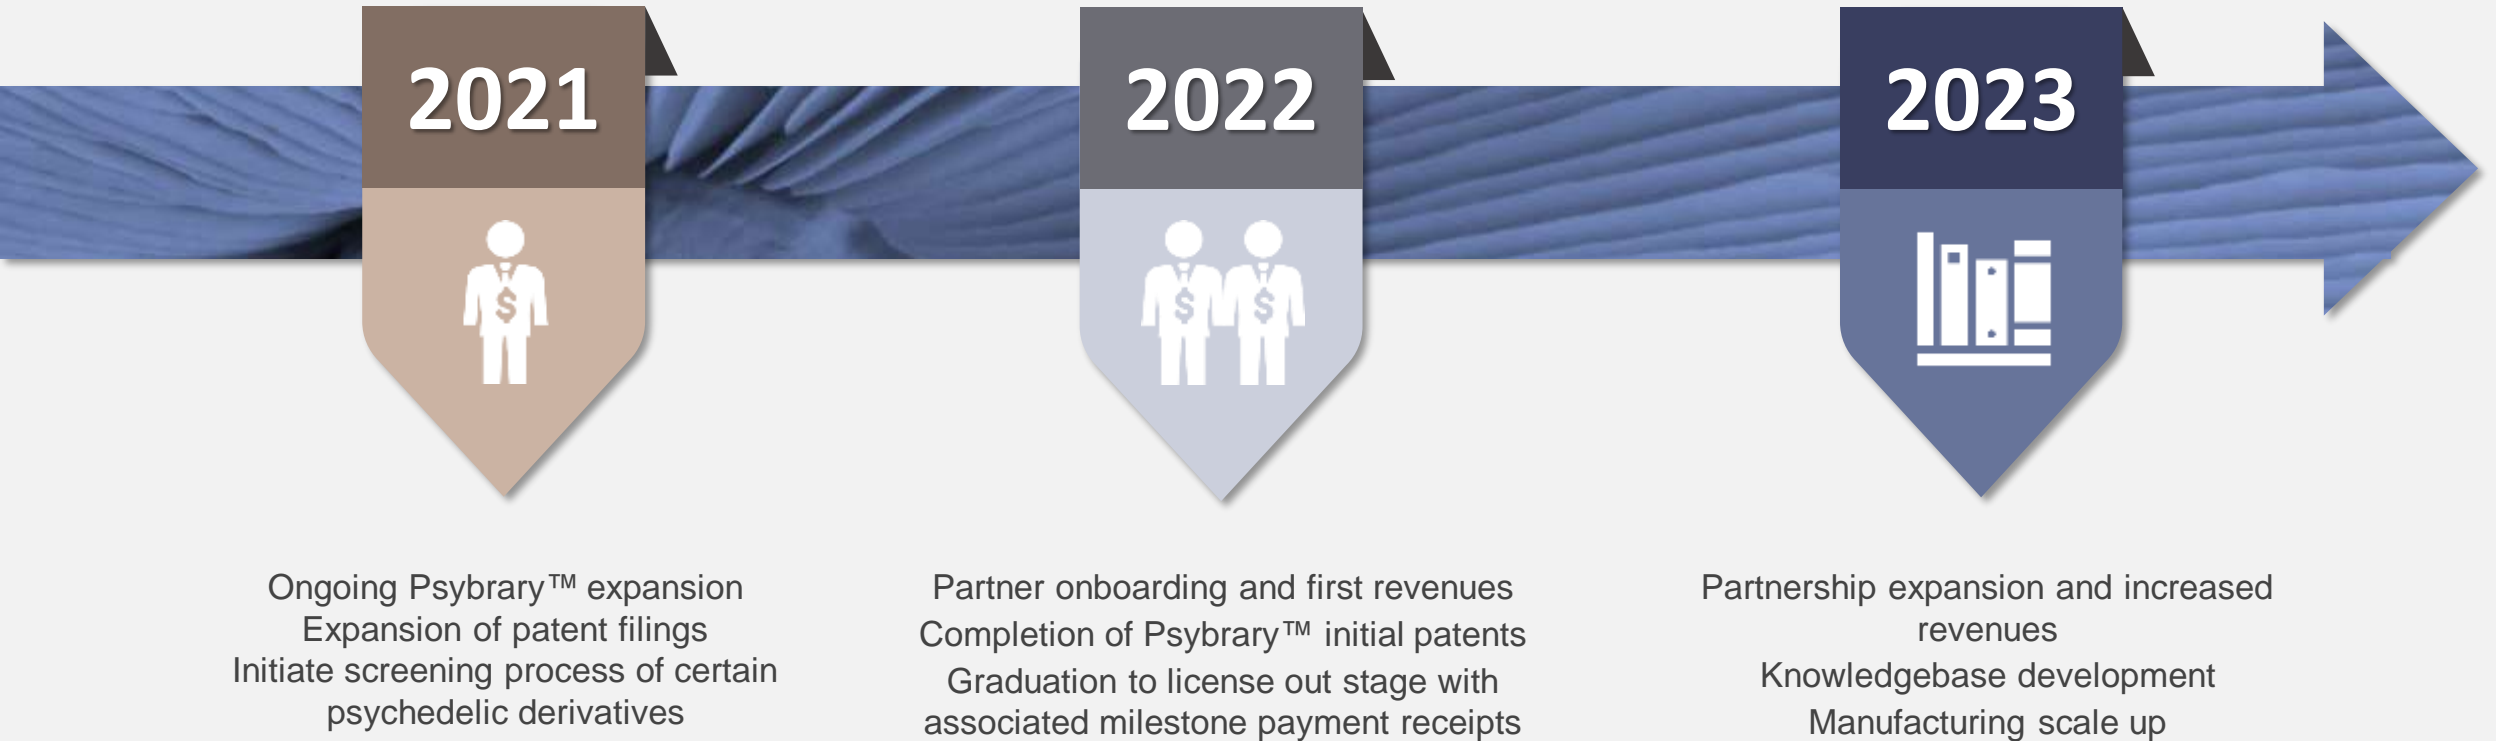 2021
Ongoing Psybrary™ expansion
Expansion of patent filings
Initiate screening process of certain
psychedelic derivatives
2022
Partner onboarding and first revenues
Completion of Psybrary™ initial patents
Graduation to license out stage with
associated milestone payment receipts
2023
Partnership expansion and increased
revenues
Knowledgebase development
Manufacturing scale up